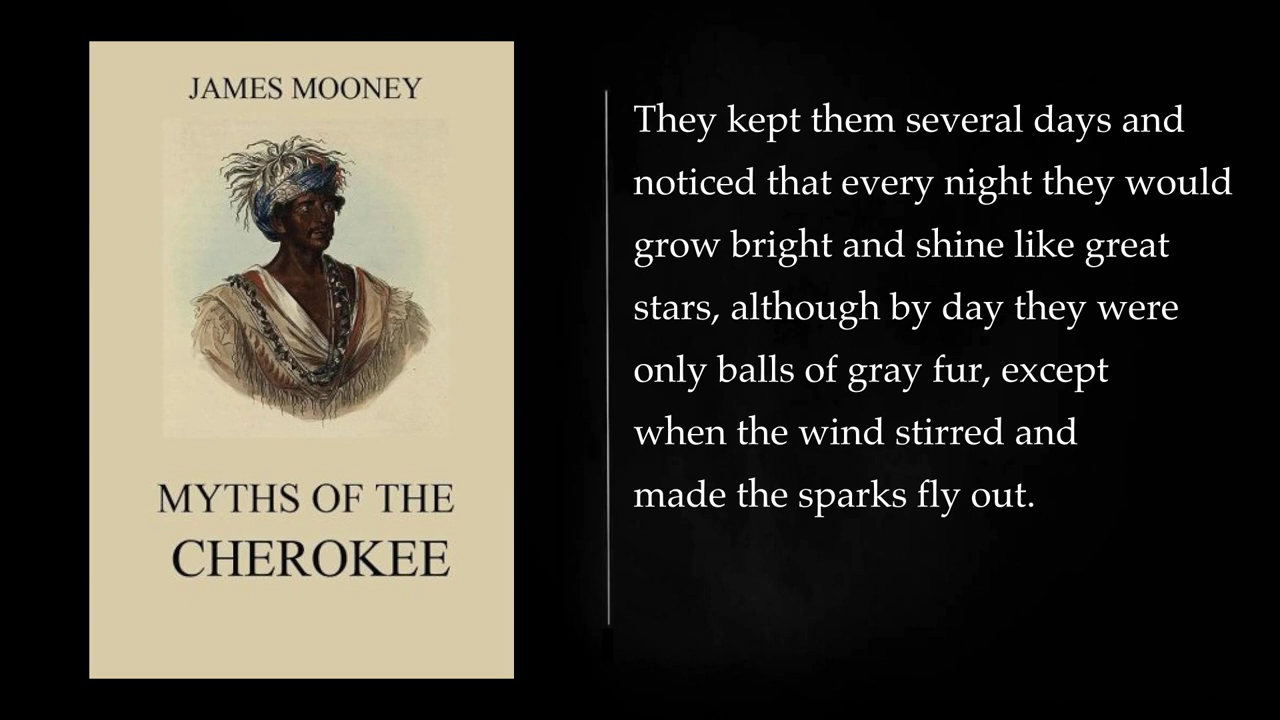 JAMES MOONEY
MYTHS OF THE
CHEROKEE
They kept them several days and
noticed that every night they would
grow bright and shine like great
stars, although by day they were
only balls of gray fur, except
when the wind stirred and
made the sparks fly out.